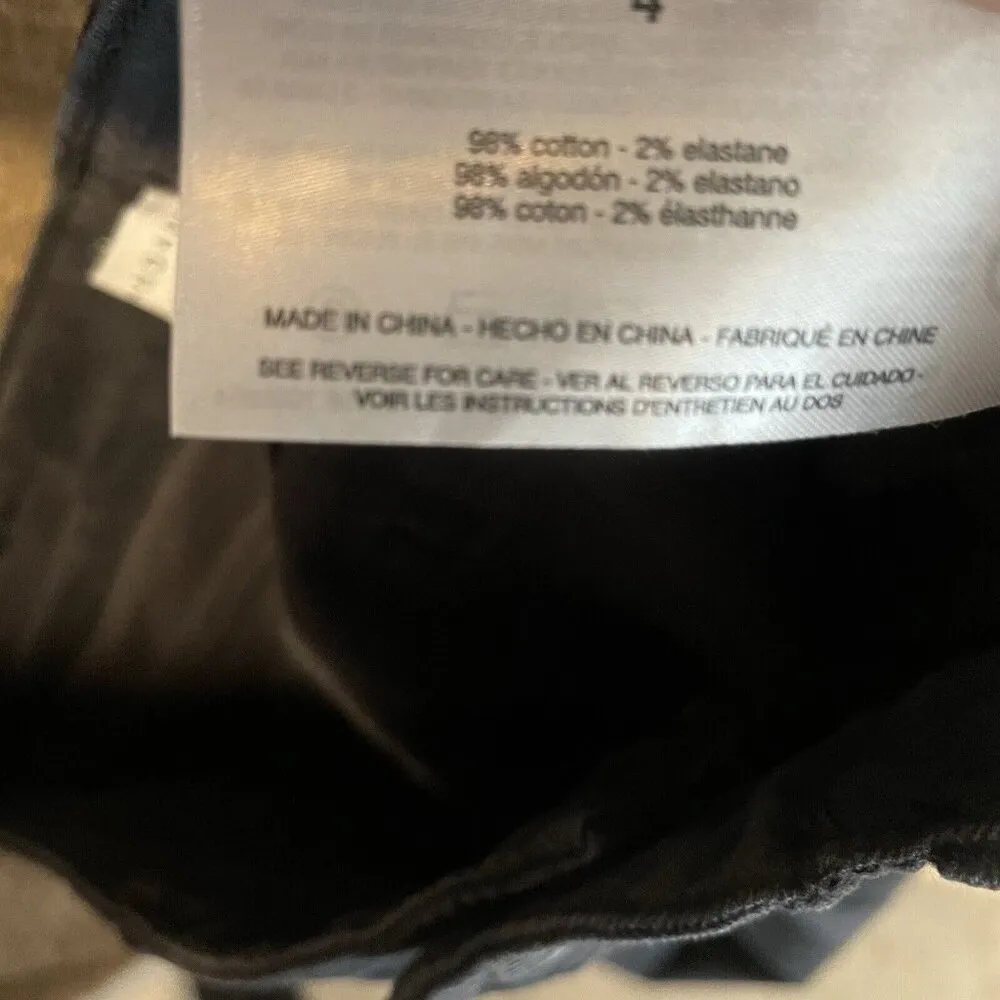 4
98% cotton - 2% elastane
98% algodón - 2% elastano
98% coton - 2% élasthanne
MADE IN CHINA - HECHO EN CHINA - FABRIQUÉ EN CHINE
SEE REVERSE FOR CARE - VER AL REVERSO PARA EL CUIDADO -
VOIR LES INSTRUCTIONS D'ENTRETIEN AU DOS